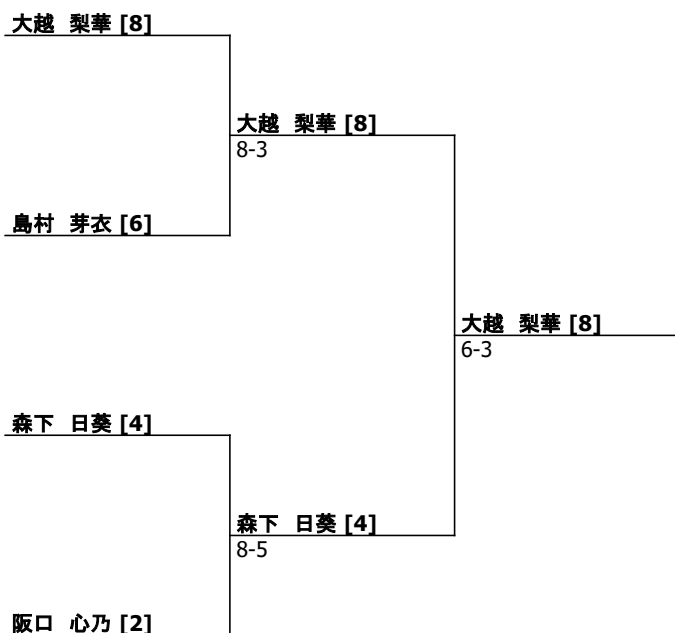 大越 梨華 [8]
大越 梨華 [8]
8-3
島村 芽衣 [6]
大越 梨華 [8]
6-3
森下 日葵 [4]
森下 日葵 [4]
8-5
阪口 心乃 [2]